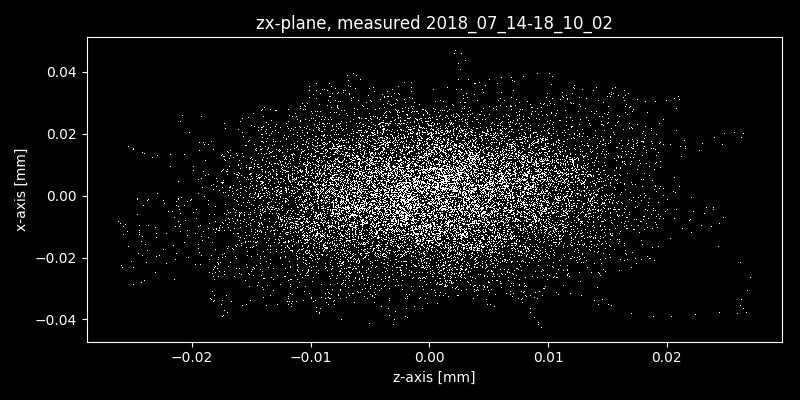 zx-plane, measured 2018_07_14-18_10_02
0.04
0.02
0.00
−0.02
−0.04
x-axis [mm]
−0.02 −0.01 0.00 0.01 0.02
z-axis [mm]